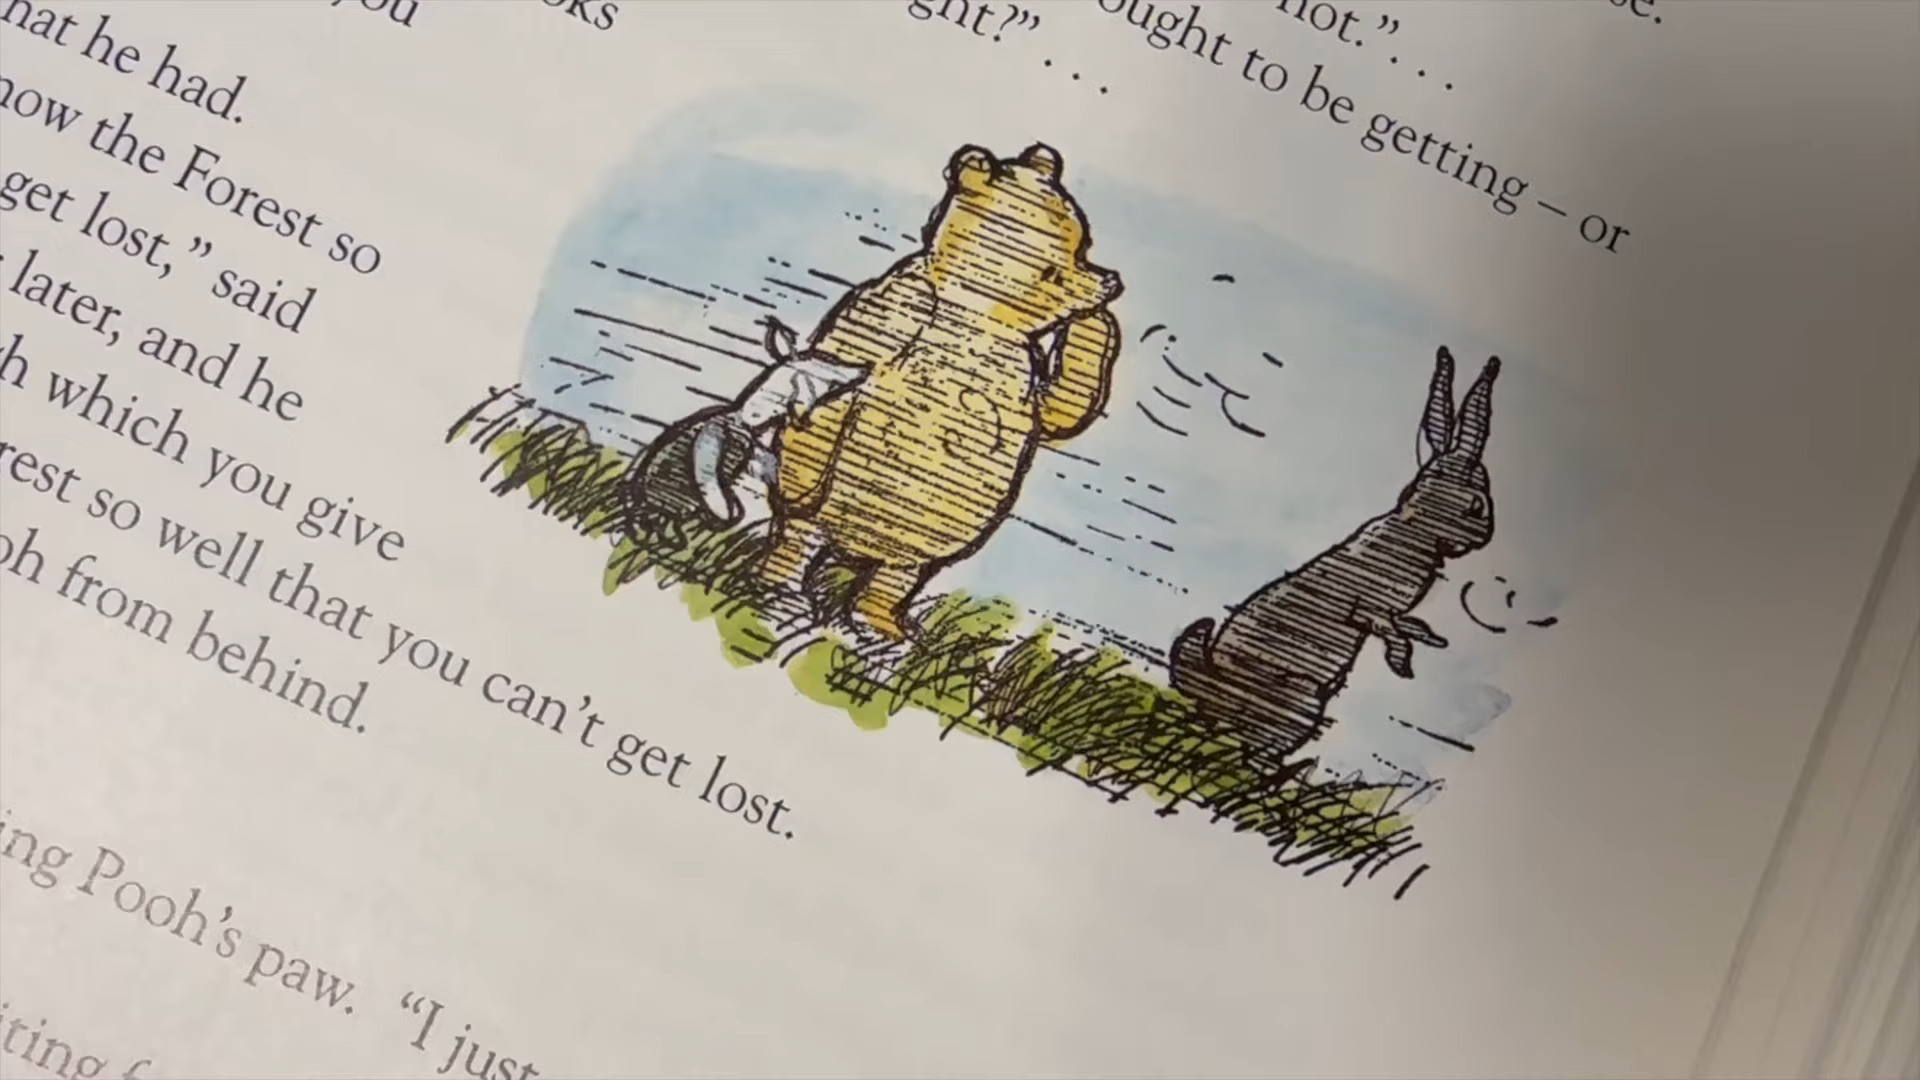 hat he had.
now the Forest so
get lost,” said
later, and he
h which you give
rest so well that you can’t get lost.
oh from behind.
ing Pooh’s paw. “I just
not.”. . .
ought to be getting – or
ght?” . . .